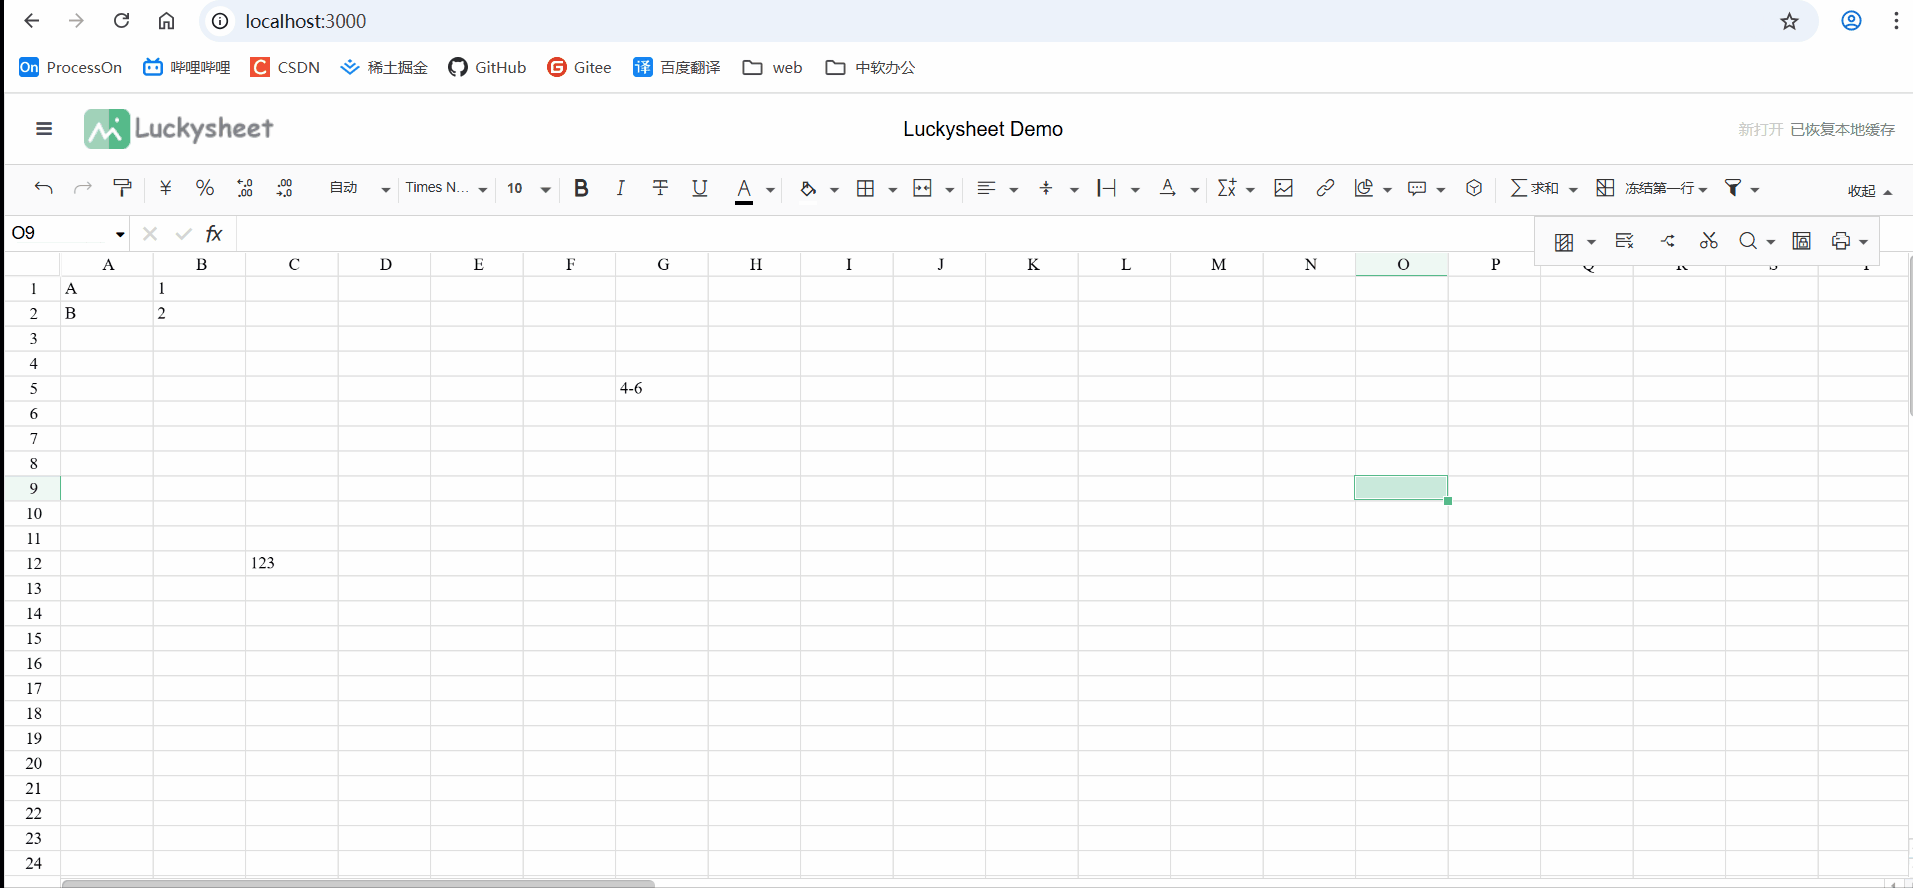 localhost:3000
On ProcessOn 哔哩哔哩 C CSDN 稀土掘金 GitHub G Gitee 译 百度翻译 web 中软办公
Luckysheet Luckysheet Demo 新打开 已恢复本地缓存
¥ % .0 .00 .00 .0 自动 Times N... 10 B I T U A A Σ 求和 冻结第一行 收起
O9 fx
A B C D E F G H I J K L M N O P
1 A 1
2 B 2
3
4
5 4-6
6
7
8
9
10
11
12 123
13
14
15
16
17
18
19
20
21
22
23
24